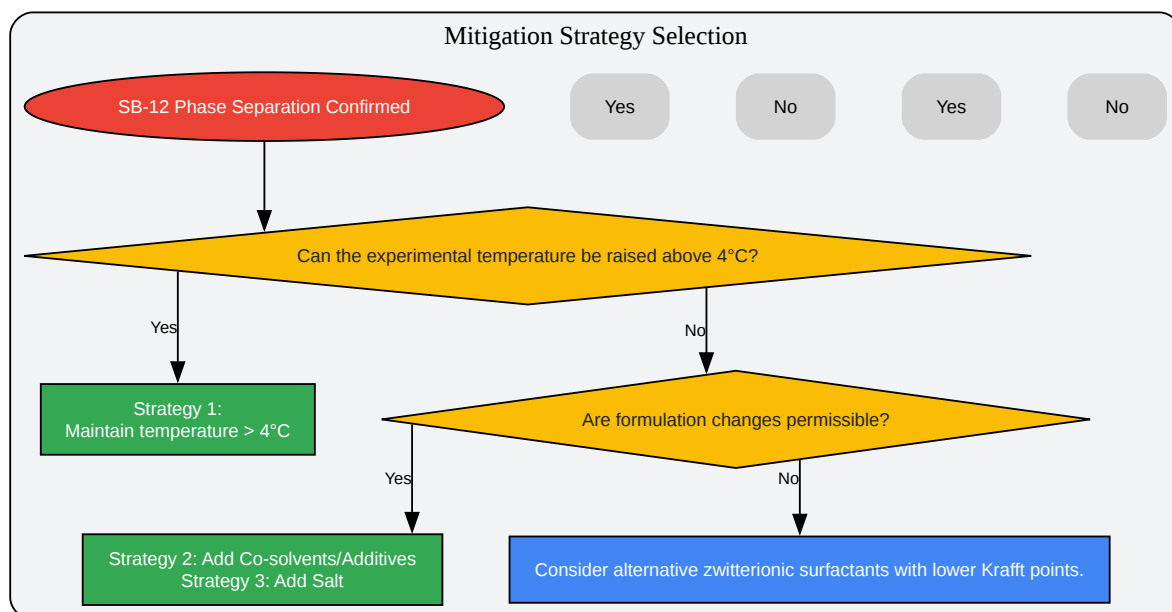 Mitigation Strategy Selection
SB-12 Phase Separation Confirmed
Yes
No
Yes
No
Can the experimental temperature be raised above 4°C?
Yes
No
Strategy 1:
Maintain temperature > 4°C
Are formulation changes permissible?
Yes
No
Strategy 2: Add Co-solvents/Additives
Strategy 3: Add Salt
Consider alternative zwitterionic surfactants with lower Krafft points.